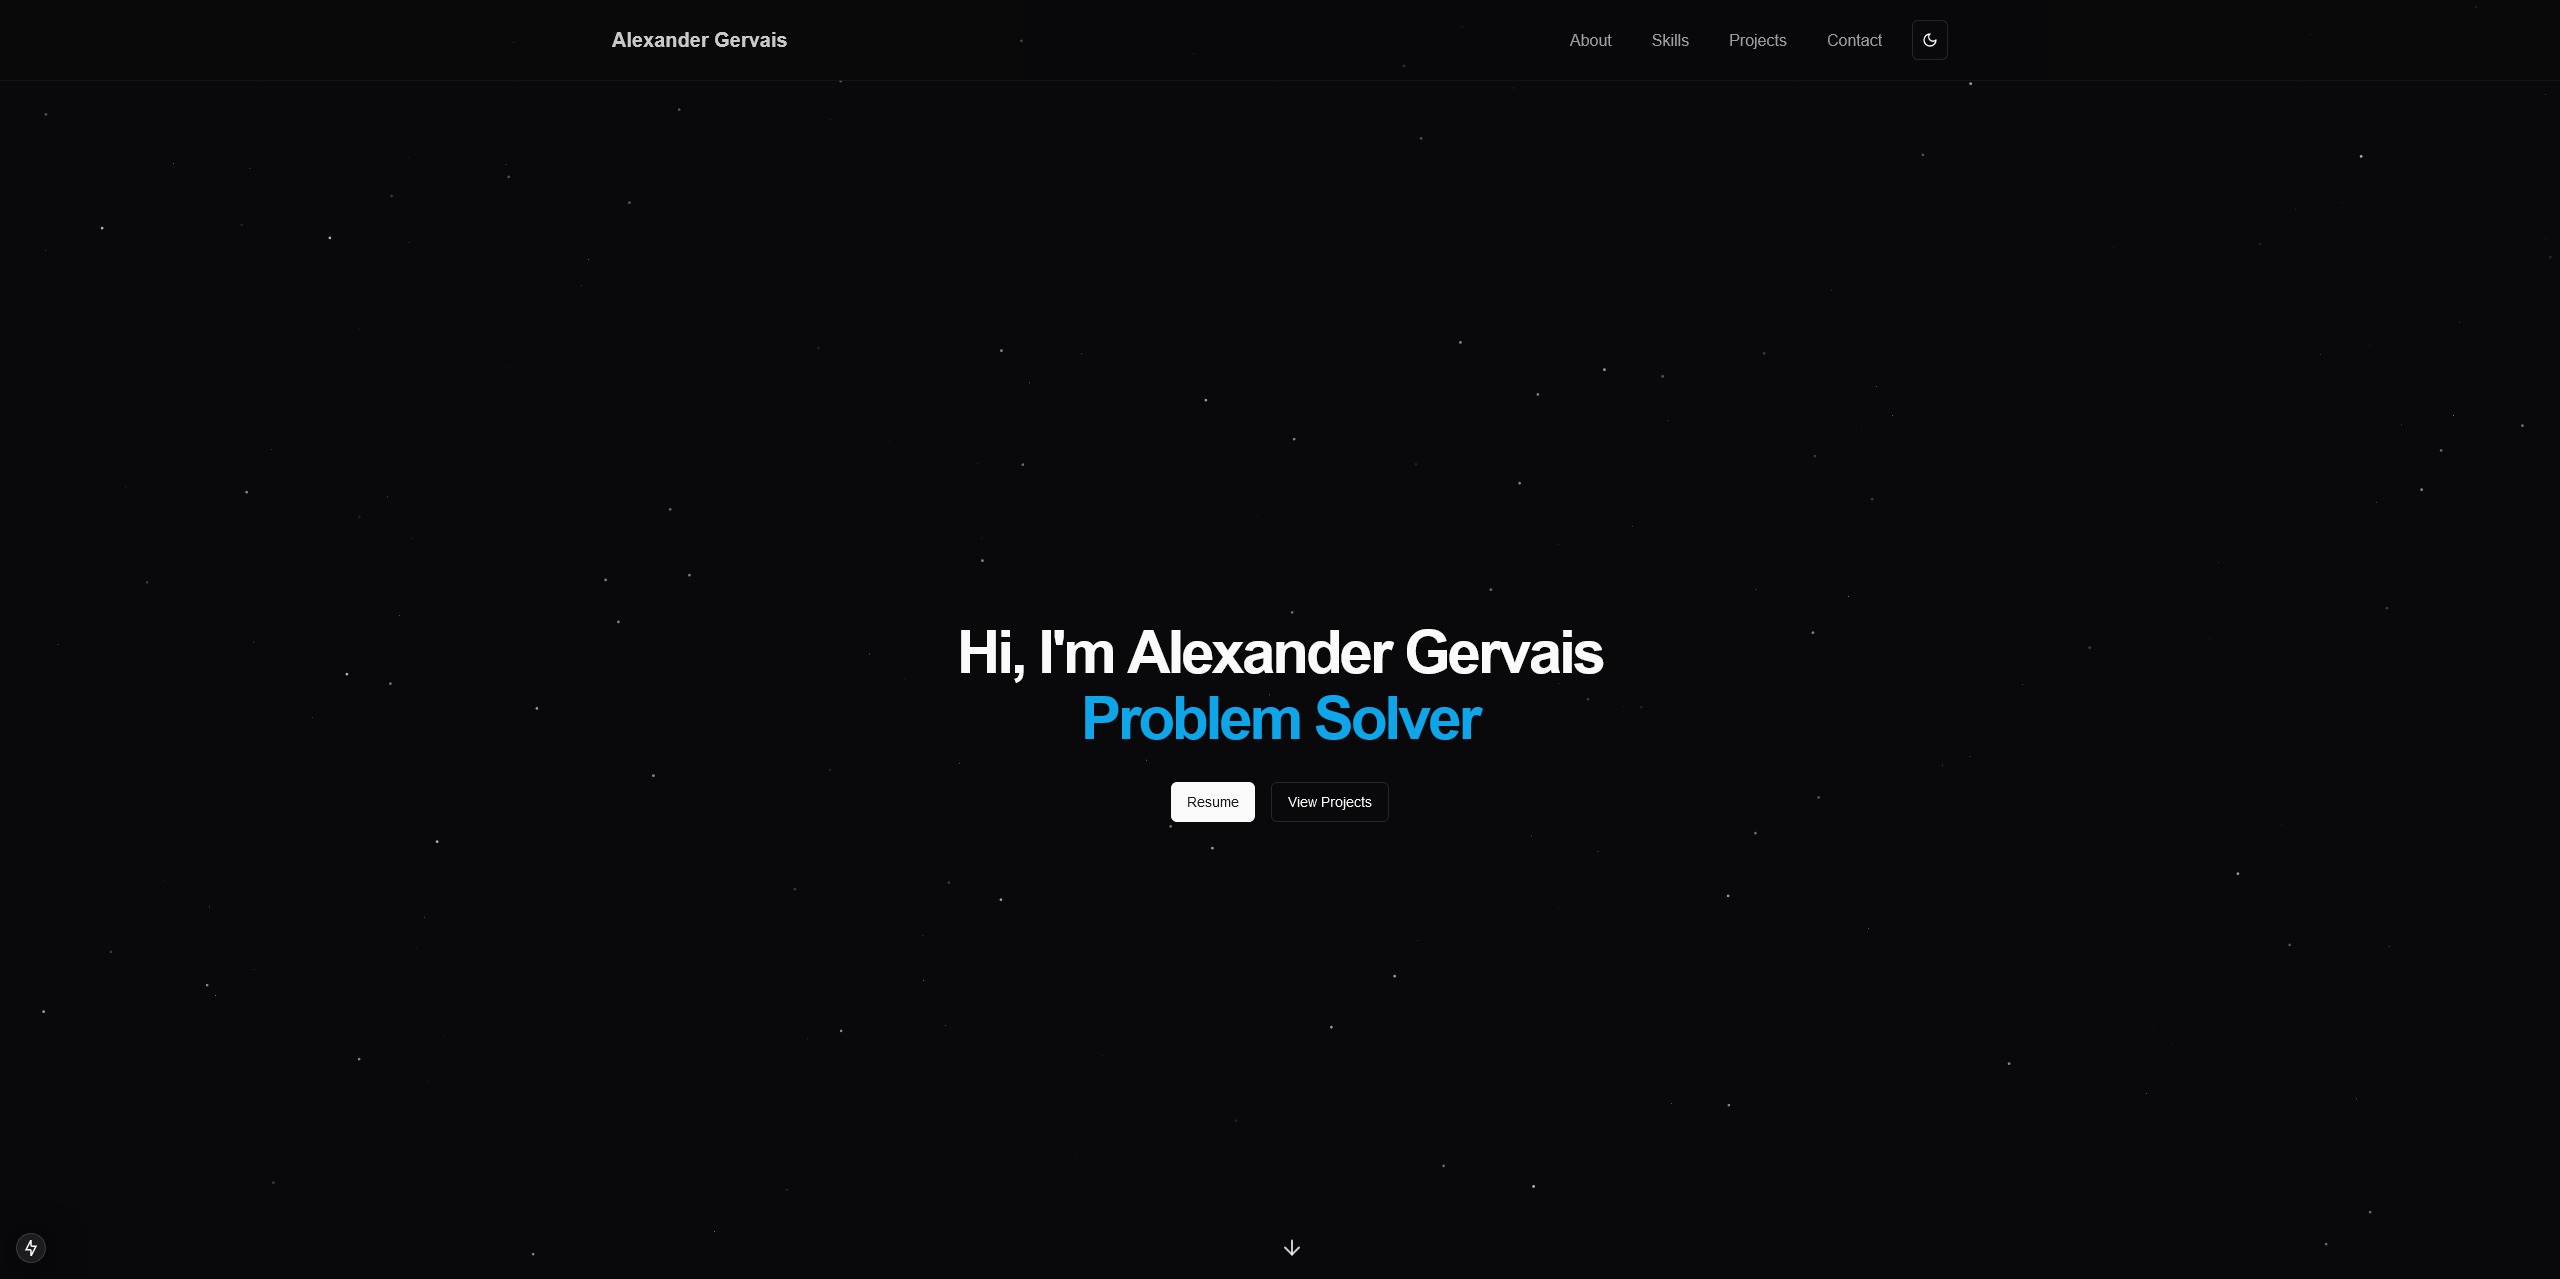 Alexander Gervais
About
Skills
Projects
Contact
Hi, I'm Alexander Gervais
Problem Solver
Resume
View Projects